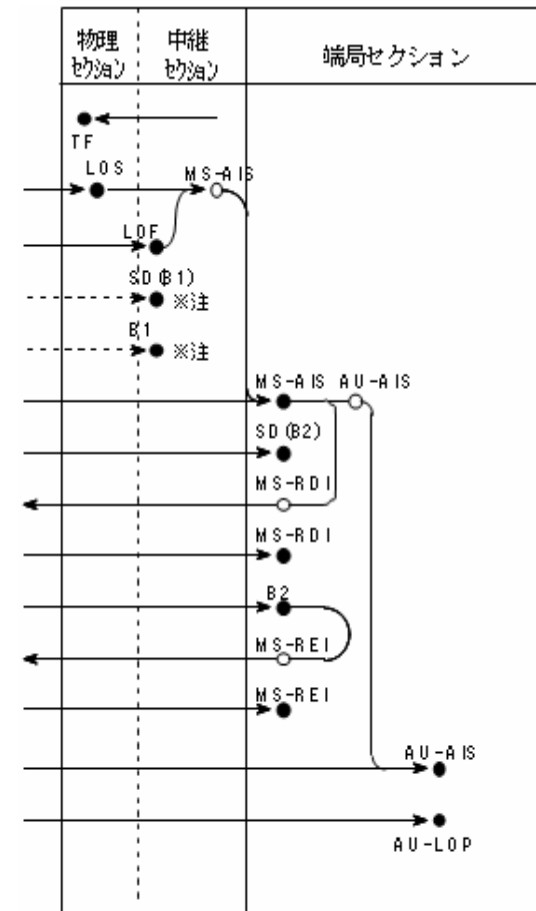 物理
セクション
中継
セクション
端局セクション
TF
LOS
MS-AIS
LOF
SD(B1)
※注
B1
※注
MS-AIS
AU-AIS
SD(B2)
MS-RDI
MS-RDI
B2
MS-REI
MS-REI
AU-AIS
AU-LOP